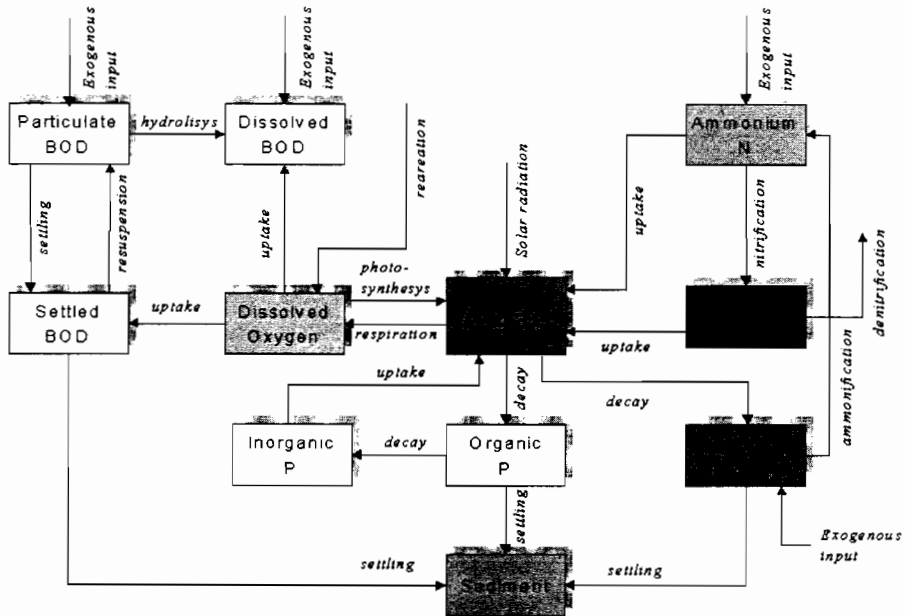 Exogenous
input
Exogenous
input
Exogenous
input
Particulate
BOD
hydrolisys
Dissolved
BOD
Ammonium
N
settling
resuspension
uptake
reareation
Solar radiation
uptake
nitrification
denitrification
photo-
synthesys
Settled
BOD
uptake
Dissolved
Oxygen
respiration
uptake
uptake
decay
decay
ammonification
Inorganic
P
decay
Organic
P
settling
Exogenous
input
settling
Sediment
settling